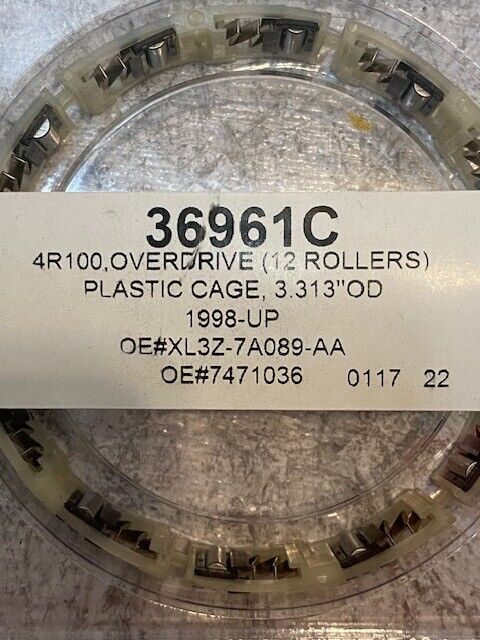 36961C
4R100,OVERDRIVE (12 ROLLERS)
PLASTIC CAGE, 3.313"OD
1998-UP
OE#XL3Z-7A089-AA
OE#7471036 0117 22